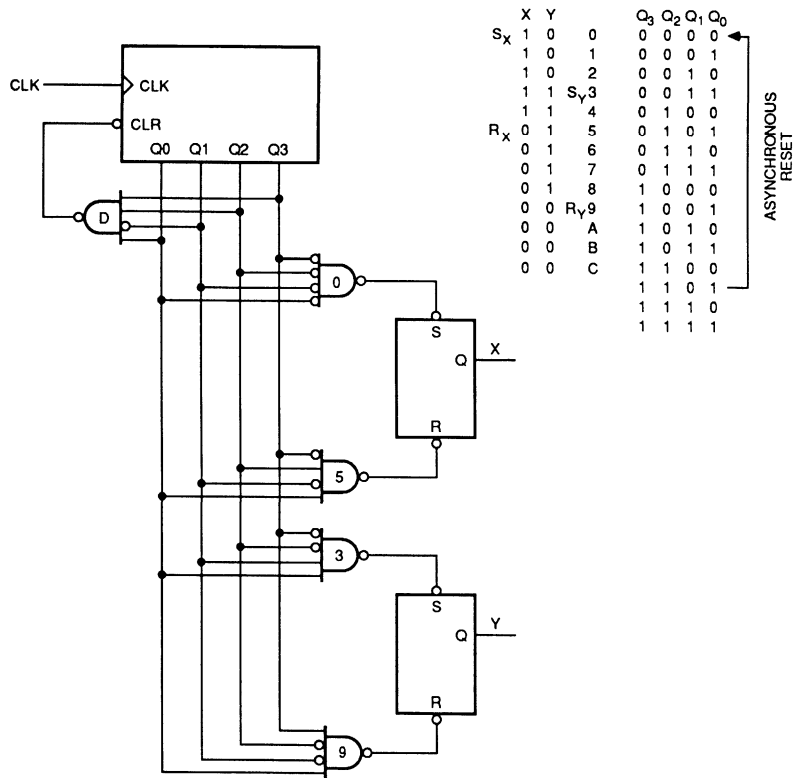 X Y Q3 Q2 Q1 Q0
SX 1 0 0 0 0 0 0
1 0 1 0 0 0 1
1 0 2 0 0 1 0
1 1 SY 3 0 0 1 1
1 1 4 0 1 0 0
RX 0 1 5 0 1 0 1
0 1 6 0 1 1 0
0 1 7 0 1 1 1
0 1 8 1 0 0 0
0 0 RY 9 1 0 0 1
0 0 A 1 0 1 0
0 0 B 1 0 1 1
0 0 C 1 1 0 0
1 1 0 1
1 1 1 0
1 1 1 1
ASYNCHRONOUS
RESET
CLK CLK
CLR
Q0 Q1 Q2 Q3
D
0
S
Q X
R
5
3
S
Q Y
R
9